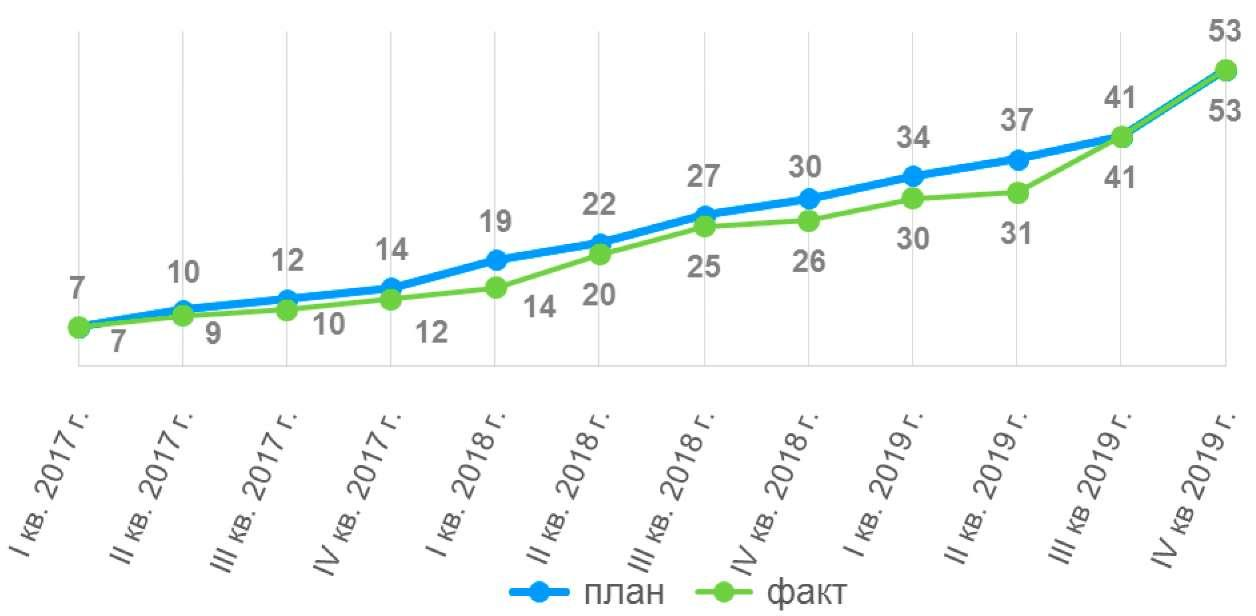 53
53
41
41
37
34
30
27
22
19
14
12
10
7
31
30
26
25
20
14
12
10
9
7
I кв. 2017 г.
II кв. 2017 г.
III кв. 2017 г.
IV кв. 2017 г.
I кв. 2018 г.
II кв. 2018 г.
III кв. 2018 г.
IV кв. 2018 г.
I кв. 2019 г.
II кв. 2019 г.
III кв 2019 г.
IV кв 2019 г.
план факт